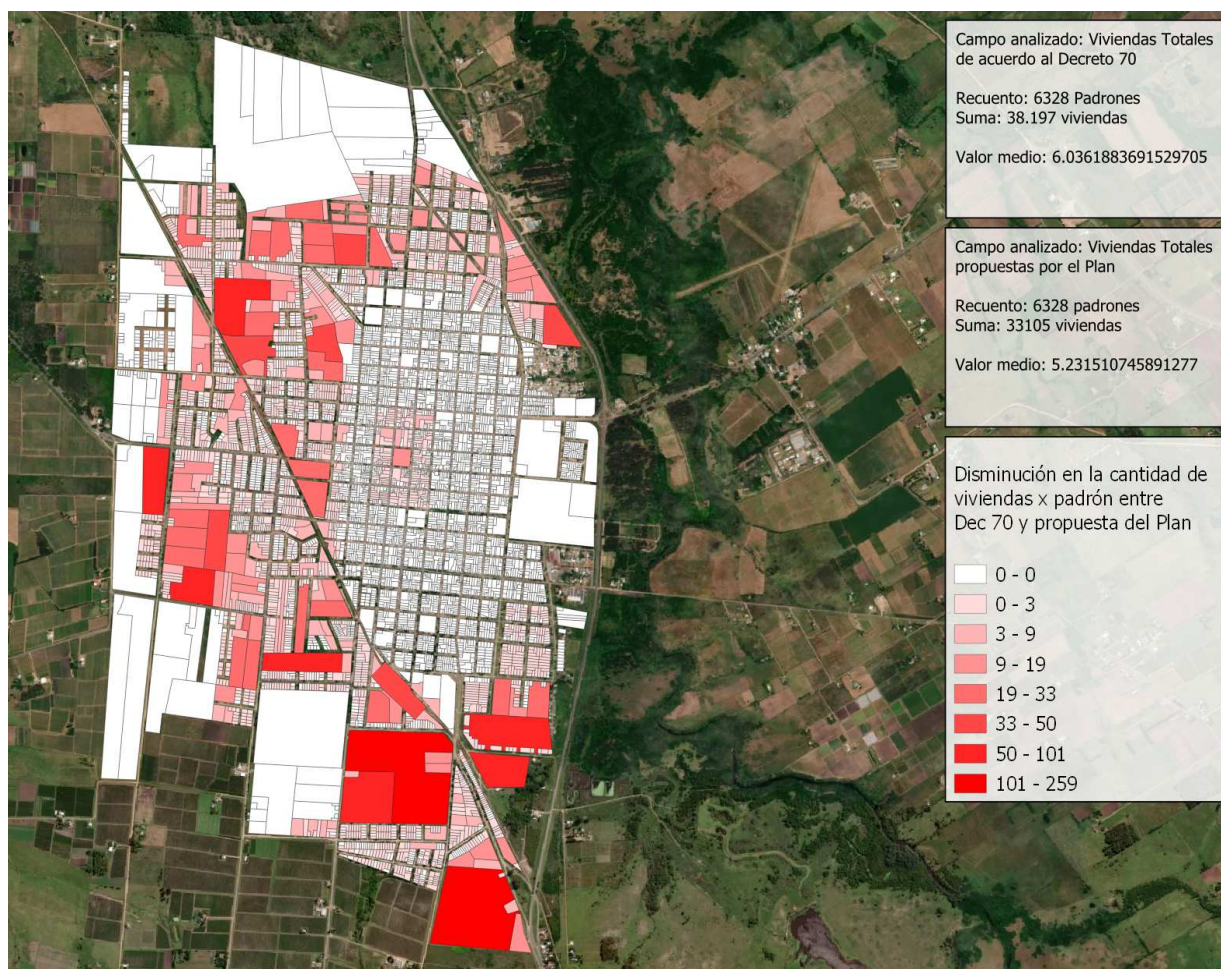 Campo analizado: Viviendas Totales
de acuerdo al Decreto 70
Recuento: 6328 Padrones
Suma: 38.197 viviendas
Valor medio: 6.0361883691529705
Campo analizado: Viviendas Totales
propuestas por el Plan
Recuento: 6328 padrones
Suma: 33105 viviendas
Valor medio: 5.231510745891277
Disminución en la cantidad de
viviendas x padrón entre
Dec 70 y propuesta del Plan
0 - 0
0 - 3
3 - 9
9 - 19
19 - 33
33 - 50
50 - 101
101 - 259